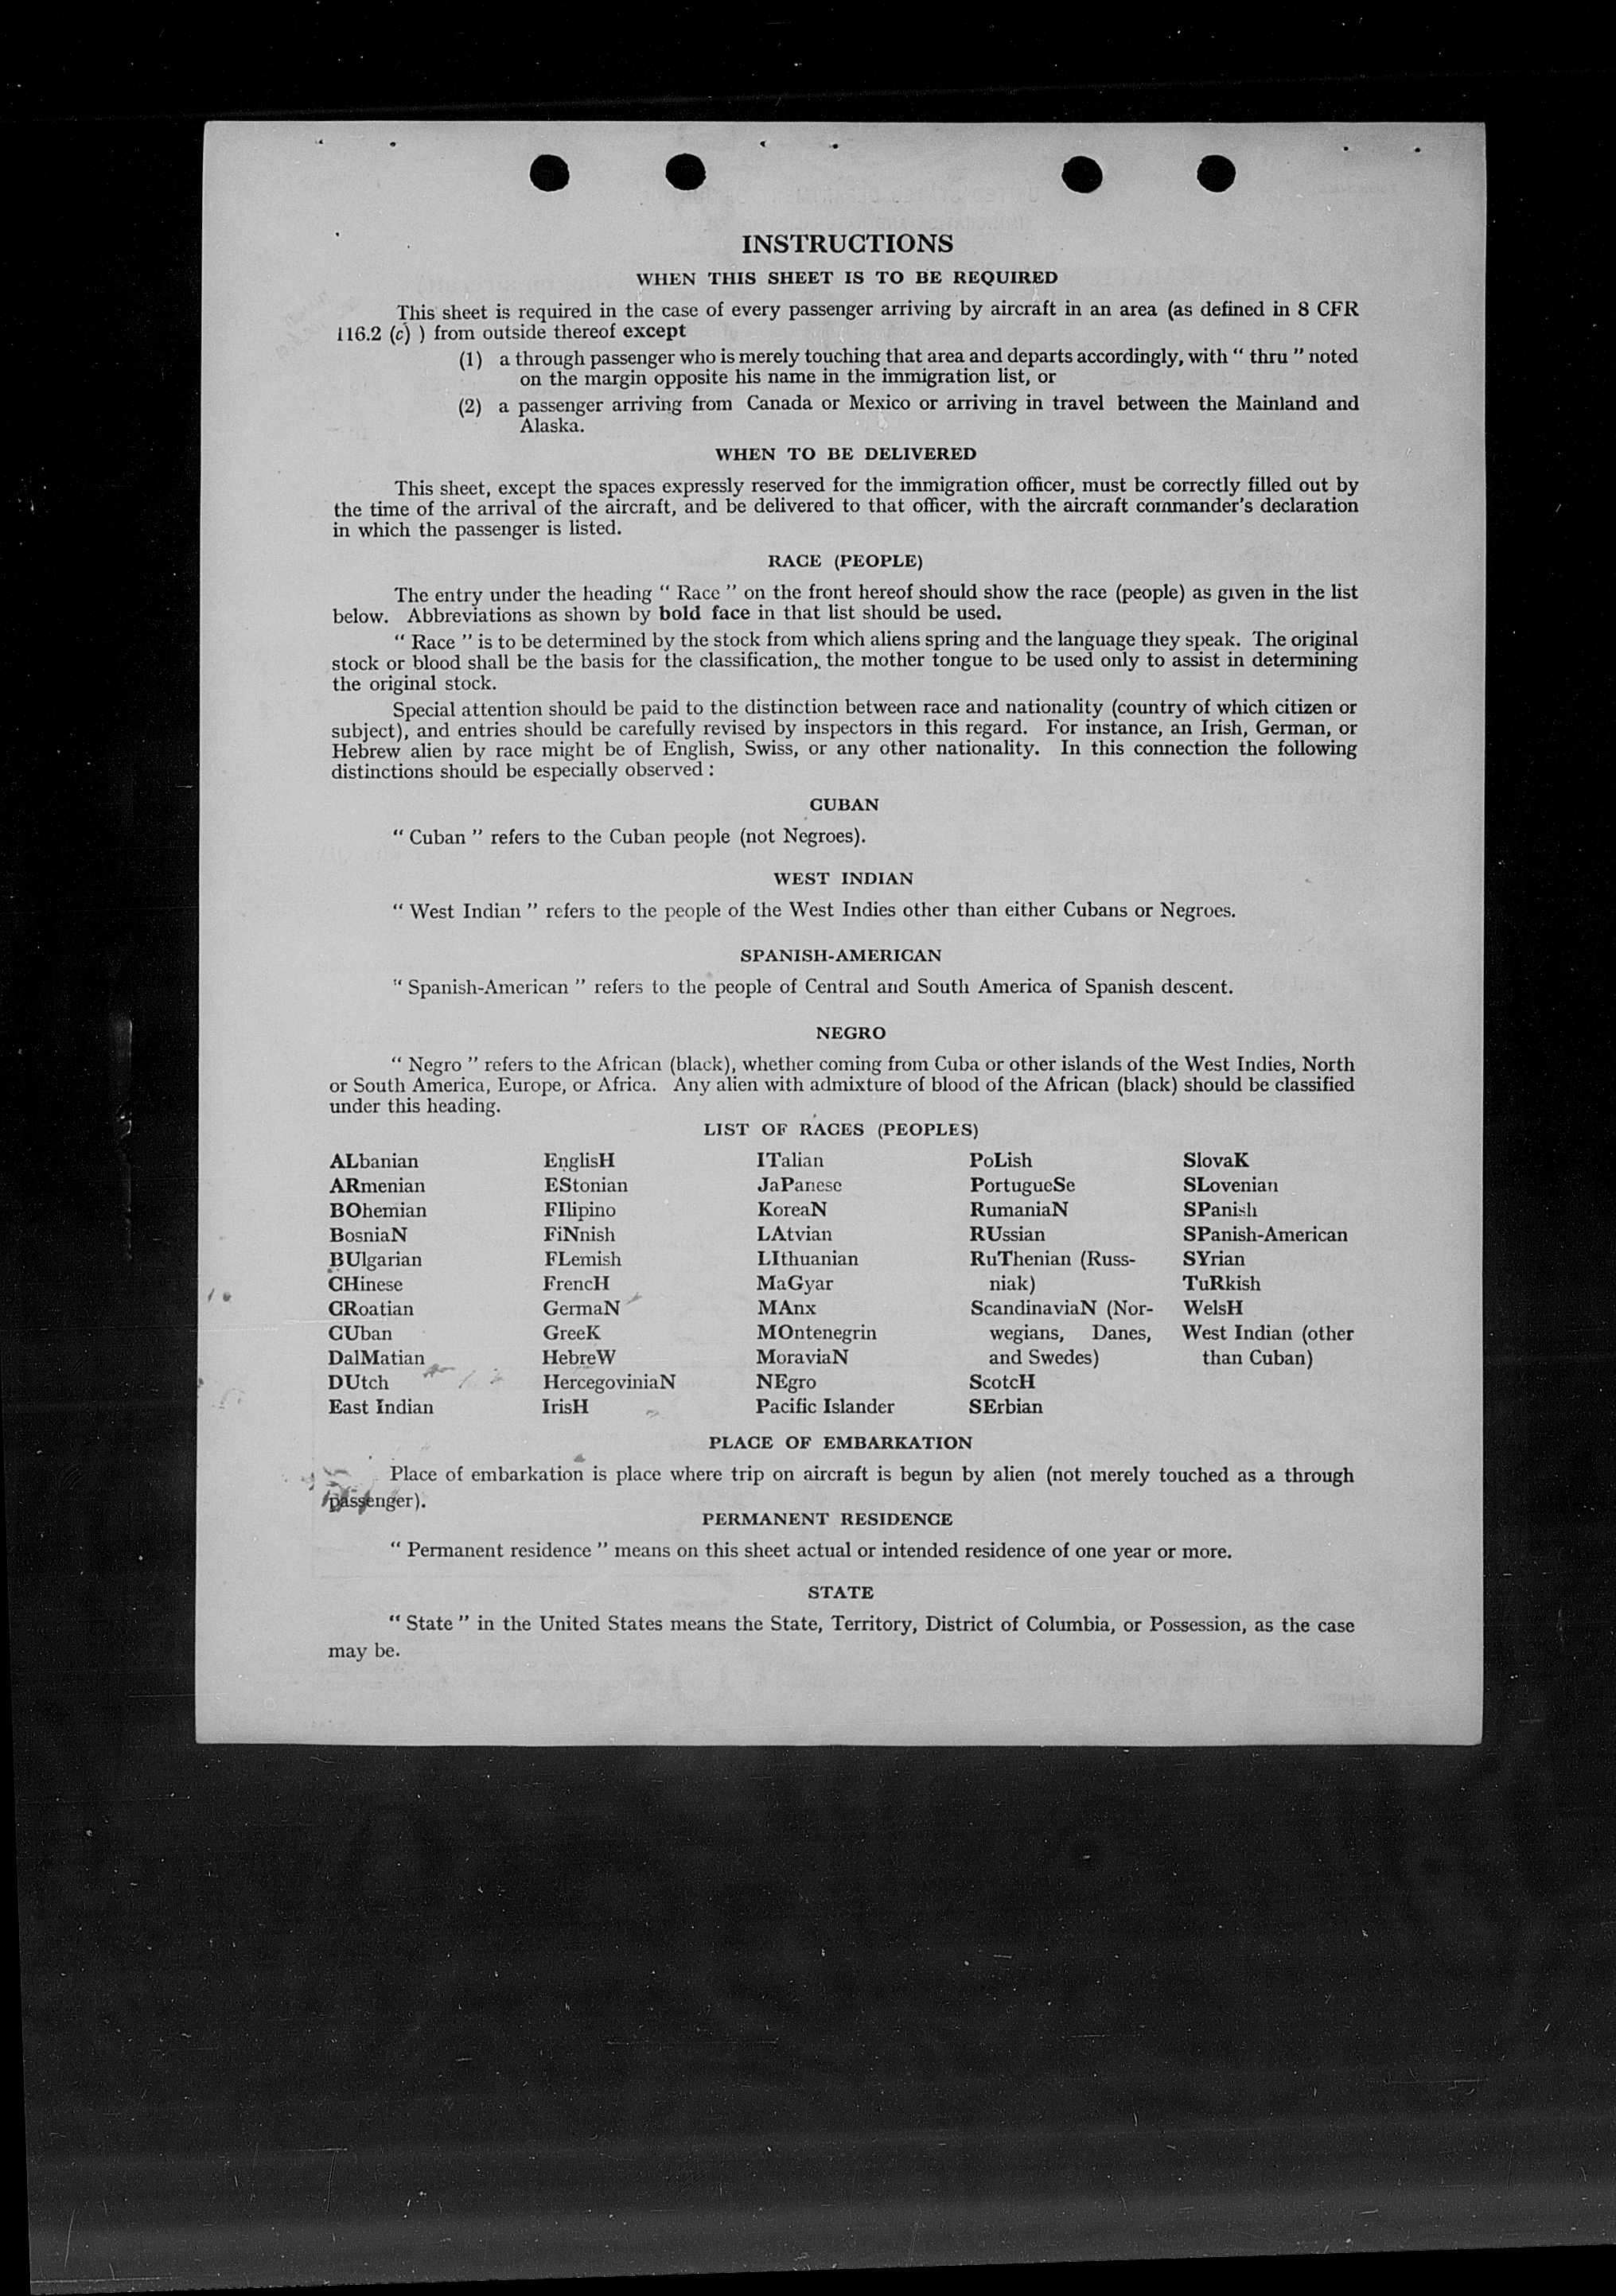 INSTRUCTIONS
WHEN THIS SHEET IS TO BE REQUIRED
This sheet is required in the case of every passenger arriving by aircraft in an area (as defined in 8 CFR
116.2 (c) ) from outside thereof except
(1) a through passenger who is merely touching that area and departs accordingly, with “ thru ” noted
on the margin opposite his name in the immigration list, or
(2) a passenger arriving from Canada or Mexico or arriving in travel between the Mainland and
Alaska.
WHEN TO BE DELIVERED
This sheet, except the spaces expressly reserved for the immigration officer, must be correctly filled out by
the time of the arrival of the aircraft, and be delivered to that officer, with the aircraft commander's declaration
in which the passenger is listed.
RACE (PEOPLE)
The entry under the heading “ Race ” on the front hereof should show the race (people) as given in the list
below. Abbreviations as shown by bold face in that list should be used.
“ Race ” is to be determined by the stock from which aliens spring and the language they speak. The original
stock or blood shall be the basis for the classification, the mother tongue to be used only to assist in determining
the original stock.
Special attention should be paid to the distinction between race and nationality (country of which citizen or
subject), and entries should be carefully revised by inspectors in this regard. For instance, an Irish, German, or
Hebrew alien by race might be of English, Swiss, or any other nationality. In this connection the following
distinctions should be especially observed :
CUBAN
“ Cuban ” refers to the Cuban people (not Negroes).
WEST INDIAN
“ West Indian ” refers to the people of the West Indies other than either Cubans or Negroes.
SPANISH-AMERICAN
“ Spanish-American ” refers to the people of Central and South America of Spanish descent.
NEGRO
“ Negro ” refers to the African (black), whether coming from Cuba or other islands of the West Indies, North
or South America, Europe, or Africa. Any alien with admixture of blood of the African (black) should be classified
under this heading.
LIST OF RACES (PEOPLES)
ALbanian
ARmenian
BOhemian
BosniaN
BUlgarian
CHinese
CRoatian
CUban
DalMatian
DUtch
East Indian
EnglisH
EStonian
FIlipino
FiNnish
FLemish
FrencH
GermaN
GreeK
HebreW
HercegoviniaN
IrisH
ITalian
JaPanese
KoreaN
LAtvian
LIthuanian
MaGyar
MAnx
MOntenegrin
MoraviaN
NEgro
Pacific Islander
PoLish
PortugueSe
RumaniaN
RUssian
RuThenian (Russ-
niak)
ScandinaviaN (Nor-
wegians, Danes,
and Swedes)
ScotcH
SErbian
SlovaK
SLovenian
SPanish
SPanish-American
SYrian
TuRkish
WelsH
West Indian (other
than Cuban)
PLACE OF EMBARKATION
Place of embarkation is place where trip on aircraft is begun by alien (not merely touched as a through
passenger).
PERMANENT RESIDENCE
“ Permanent residence ” means on this sheet actual or intended residence of one year or more.
STATE
“ State ” in the United States means the State, Territory, District of Columbia, or Possession, as the case
may be.